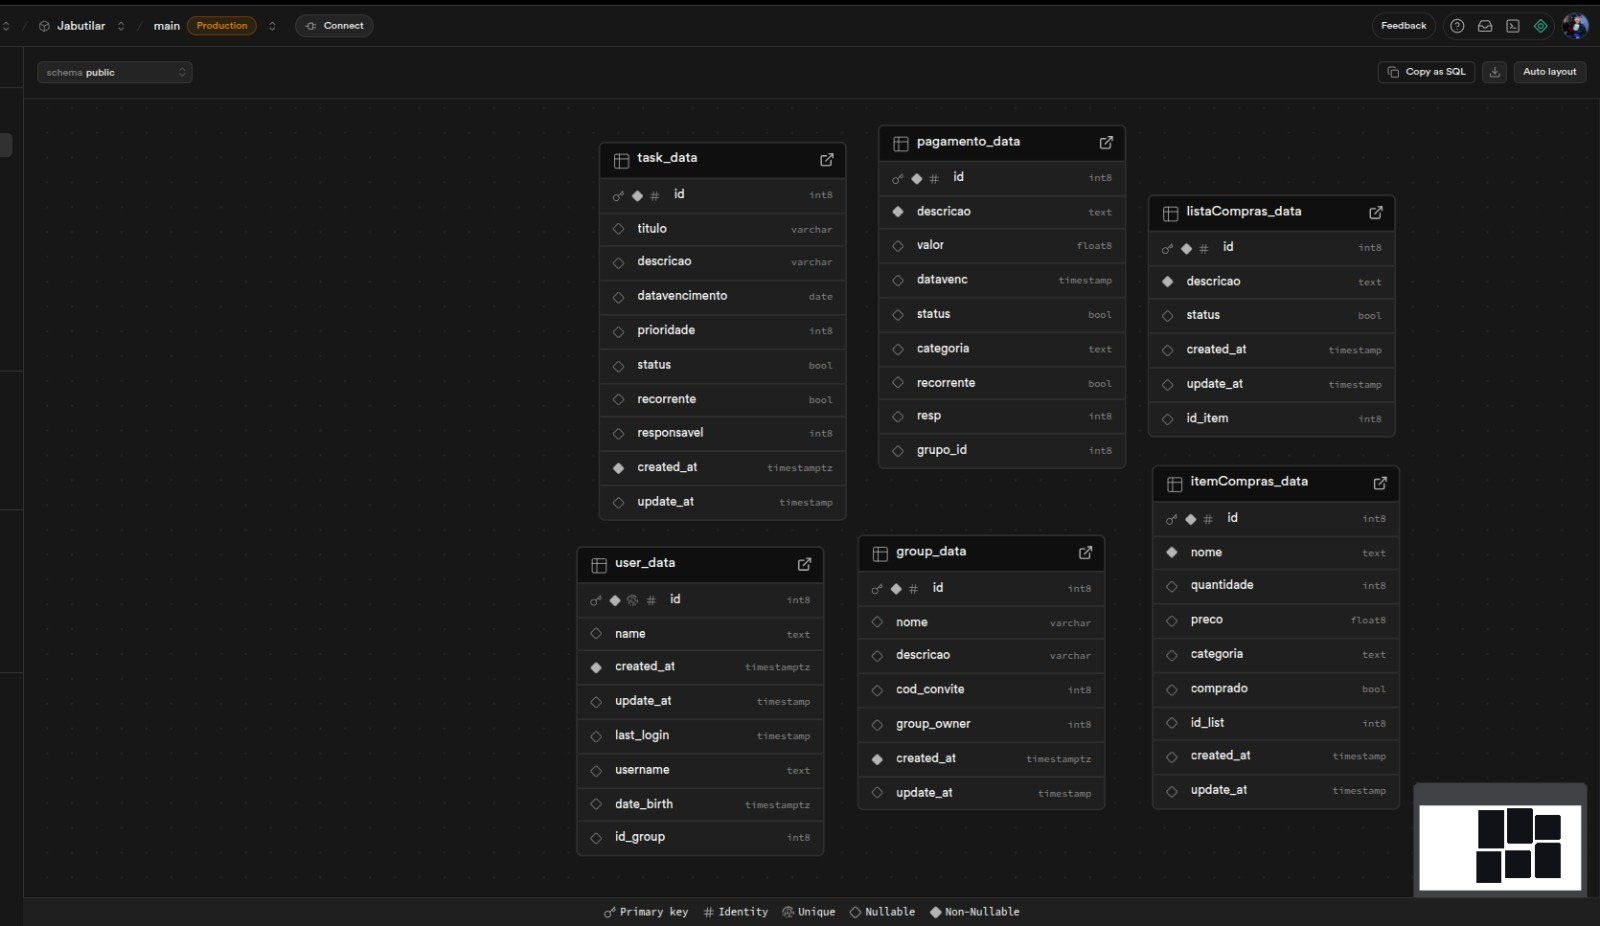 Jabutilar
main
Production
Connect
Feedback
schema public
Copy as SQL
Auto layout
task_data
id int8
titulo varchar
descricao varchar
datavencimento date
prioridade int8
status bool
recorrente bool
responsavel int8
created_at timestamptz
update_at timestamp
pagamento_data
id int8
descricao text
valor float8
datavenc timestamp
status bool
categoria text
recorrente bool
resp int8
grupo_id int8
listaCompras_data
id int8
descricao text
status bool
created_at timestamp
update_at timestamp
id_item int8
user_data
id int8
name text
created_at timestamptz
update_at timestamp
last_login timestamp
username text
date_birth timestamptz
id_group int8
group_data
id int8
nome varchar
descricao varchar
cod_convite int8
group_owner int8
created_at timestamptz
update_at timestamp
itemCompras_data
id int8
nome text
quantidade int8
preco float8
categoria text
comprado bool
id_list int8
created_at timestamp
update_at timestamp
Primary key # Identity Unique Nullable Non-Nullable